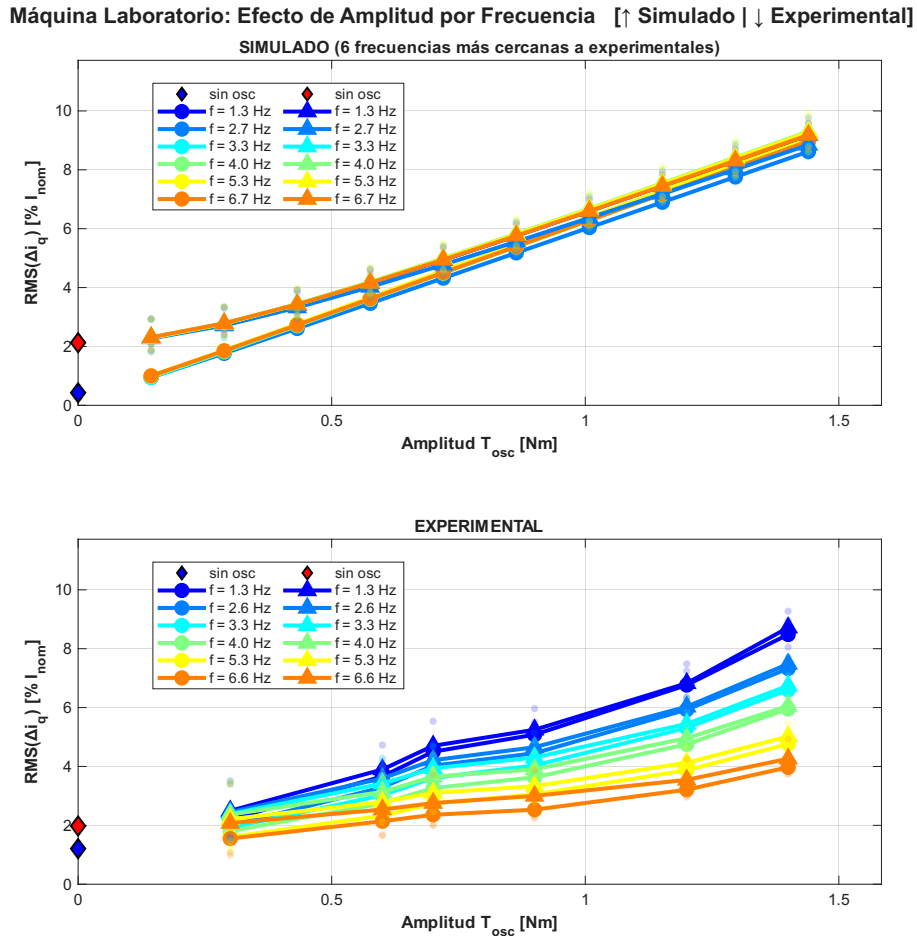 Máquina Laboratorio: Efecto de Amplitud por Frecuencia [↑ Simulado | ↓ Experimental]
SIMULADO (6 frecuencias más cercanas a experimentales)
sin osc sin osc
f = 1.3 Hz f = 1.3 Hz
f = 2.7 Hz f = 2.7 Hz
f = 3.3 Hz f = 3.3 Hz
f = 4.0 Hz f = 4.0 Hz
f = 5.3 Hz f = 5.3 Hz
f = 6.7 Hz f = 6.7 Hz
RMS(Δi_q) [% I_nom]
10
8
6
4
2
0
0 0.5 1 1.5
Amplitud T_osc [Nm]
EXPERIMENTAL
sin osc sin osc
f = 1.3 Hz f = 1.3 Hz
f = 2.6 Hz f = 2.6 Hz
f = 3.3 Hz f = 3.3 Hz
f = 4.0 Hz f = 4.0 Hz
f = 5.3 Hz f = 5.3 Hz
f = 6.6 Hz f = 6.6 Hz
RMS(Δi_q) [% I_nom]
10
8
6
4
2
0
0 0.5 1 1.5
Amplitud T_osc [Nm]